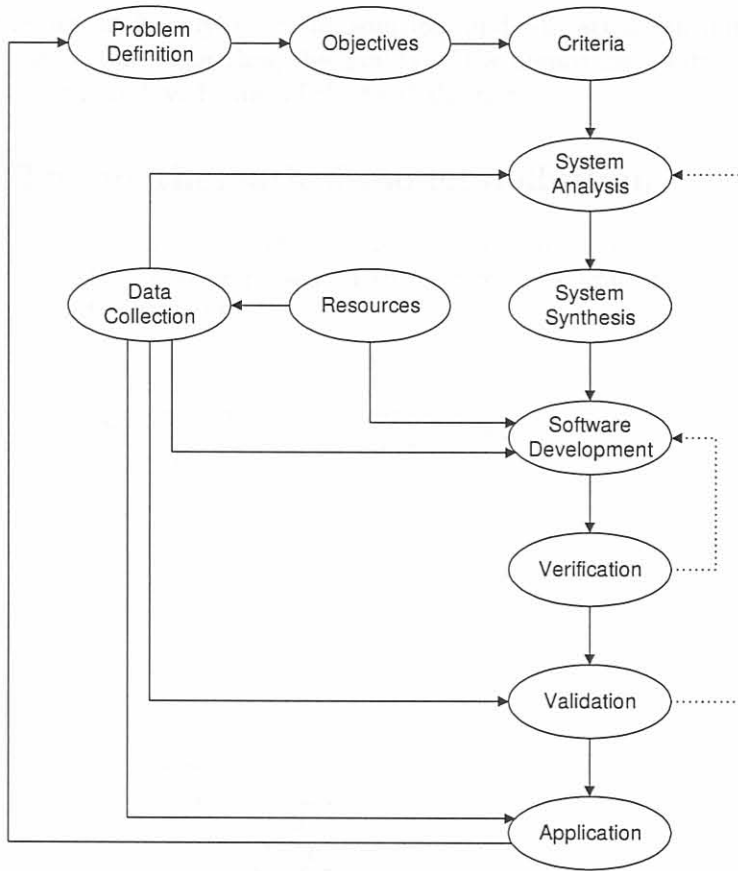 Problem
Definition
Objectives
Criteria
System
Analysis
Data
Collection
Resources
System
Synthesis
Software
Development
Verification
Validation
Application